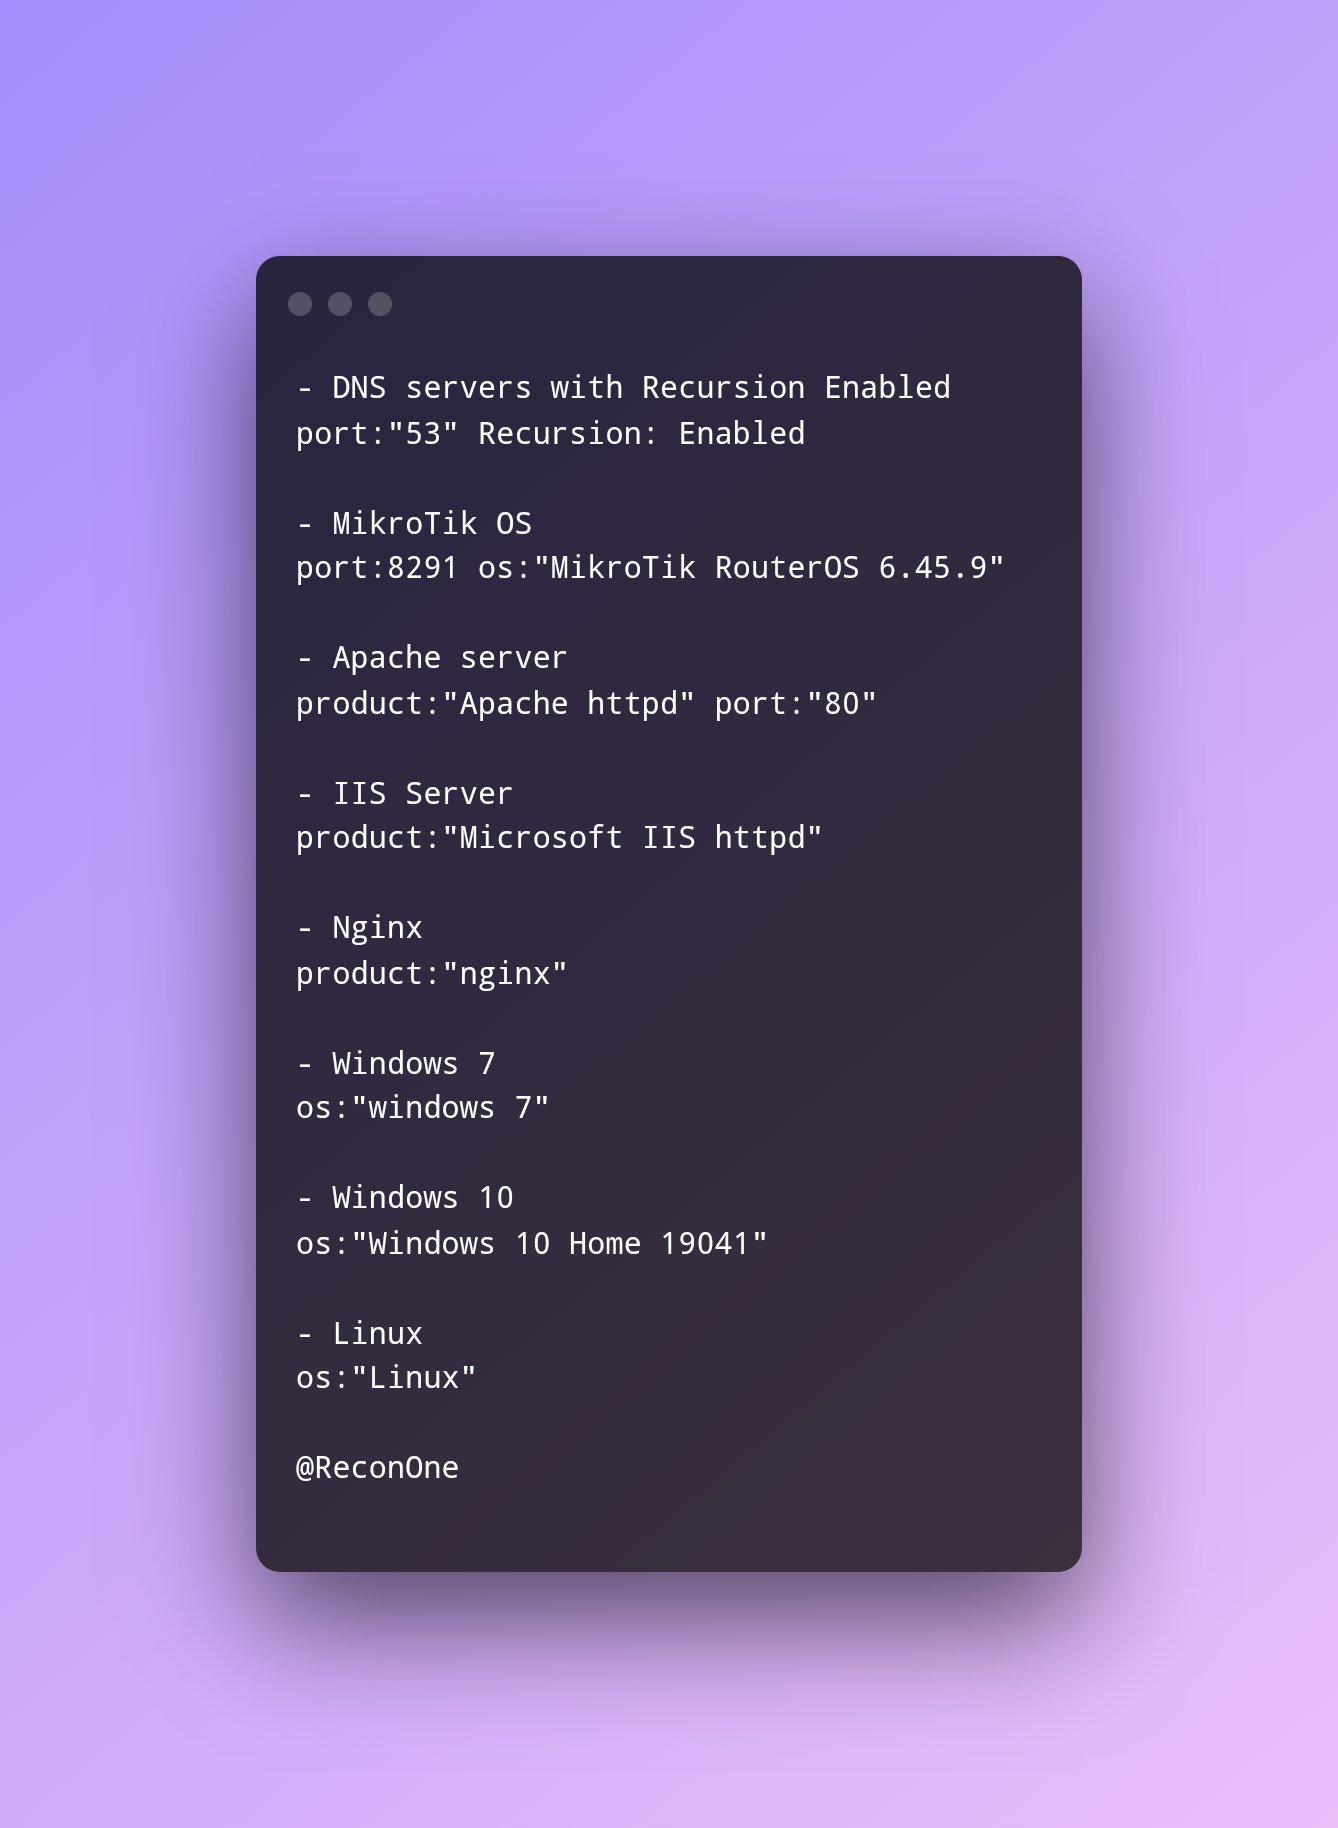 - DNS servers with Recursion Enabled
port:"53" Recursion: Enabled
- MikroTik OS
port:8291 os:"MikroTik RouterOS 6.45.9"
- Apache server
product:"Apache httpd" port:"80"
- IIS Server
product:"Microsoft IIS httpd"
- Nginx
product:"nginx"
- Windows 7
os:"windows 7"
- Windows 10
os:"Windows 10 Home 19041"
- Linux
os:"Linux"
@ReconOne